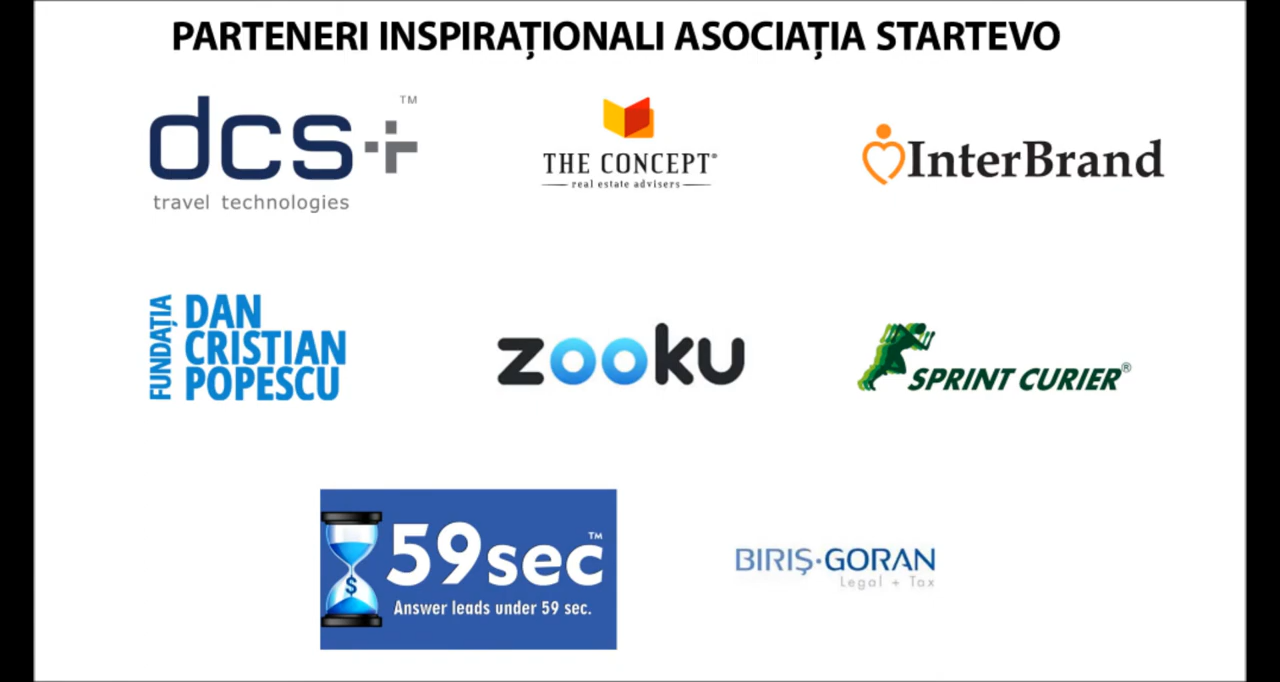 PARTENERI INSPIRAȚIONALI ASOCIAȚIA STARTEVO
dcs+ ™
travel technologies
THE CONCEPT®
real estate advisers
InterBrand
FUNDAȚIA
DAN
CRISTIAN
POPESCU
zooku
SPRINT CURIER®
$
59sec™
Answer leads under 59 sec.
BIRIȘ·GORAN
Legal + Tax